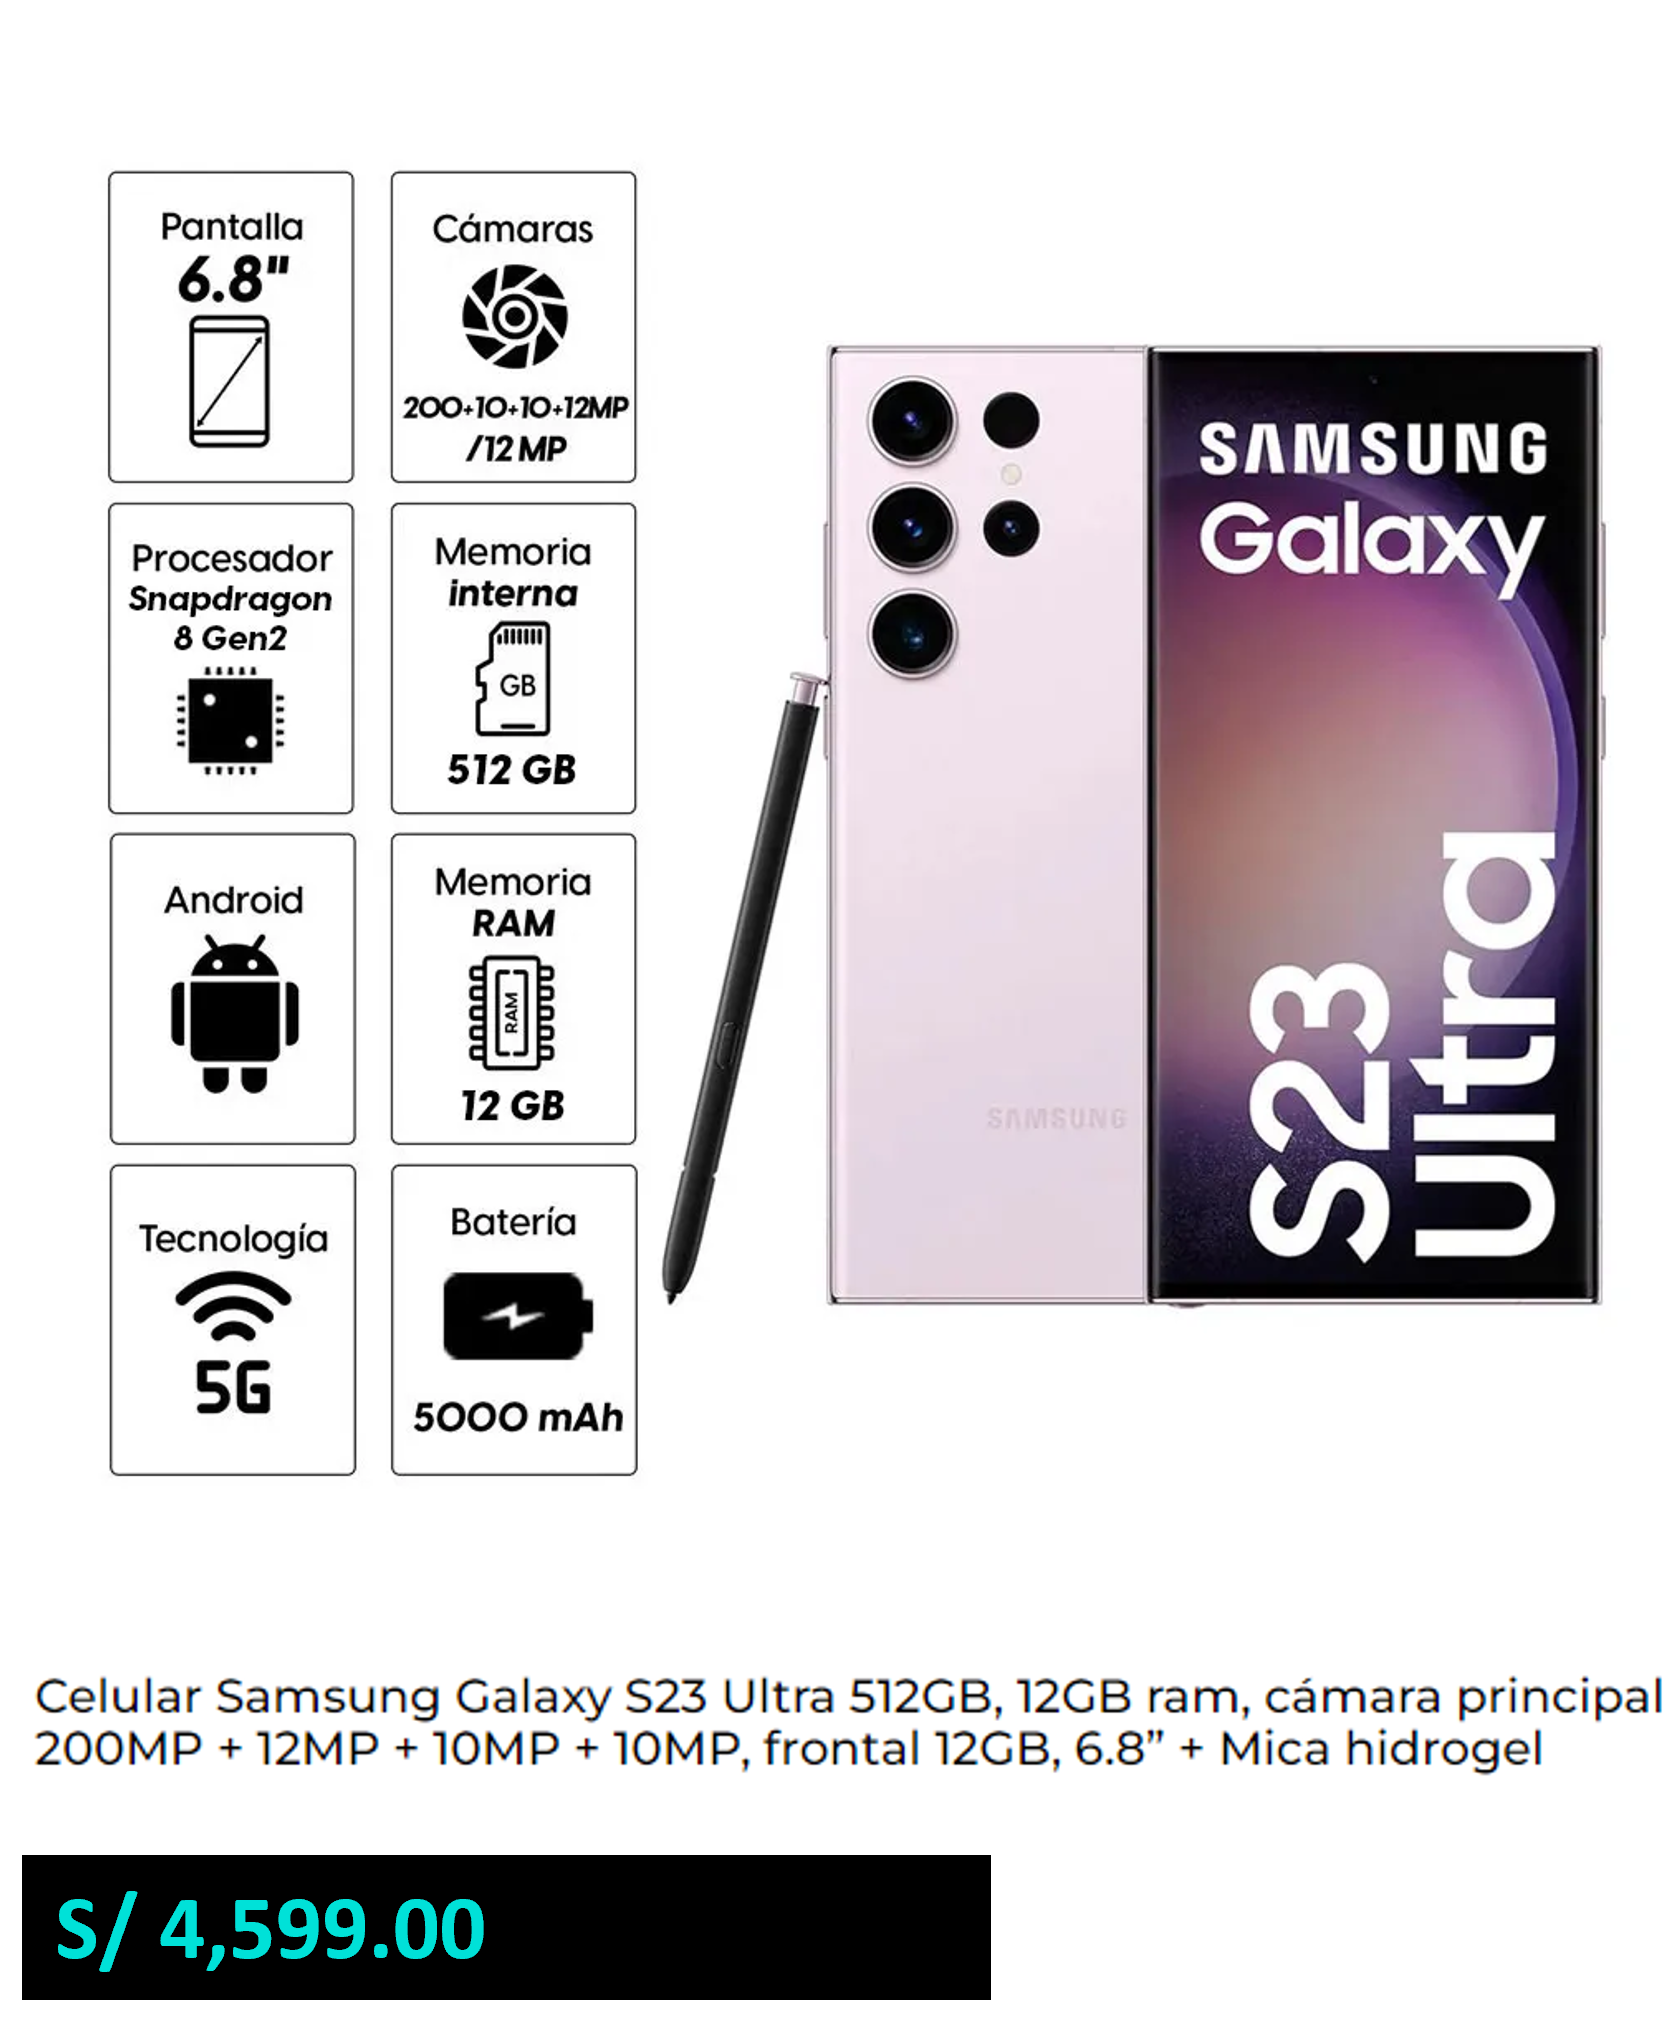 Pantalla
6.8"
Cámaras
200+10+10+12MP
/12 MP
Procesador
Snapdragon
8 Gen2
Memoria
interna
GB
512 GB
Android
Memoria
RAM
RAM
12 GB
Tecnología
5G
Batería
5000 mAh
SAMSUNG
Galaxy
S23
Ultra
SAMSUNG
Celular Samsung Galaxy S23 Ultra 512GB, 12GB ram, cámara principal
200MP + 12MP + 10MP + 10MP, frontal 12GB, 6.8” + Mica hidrogel
S/ 4,599.00